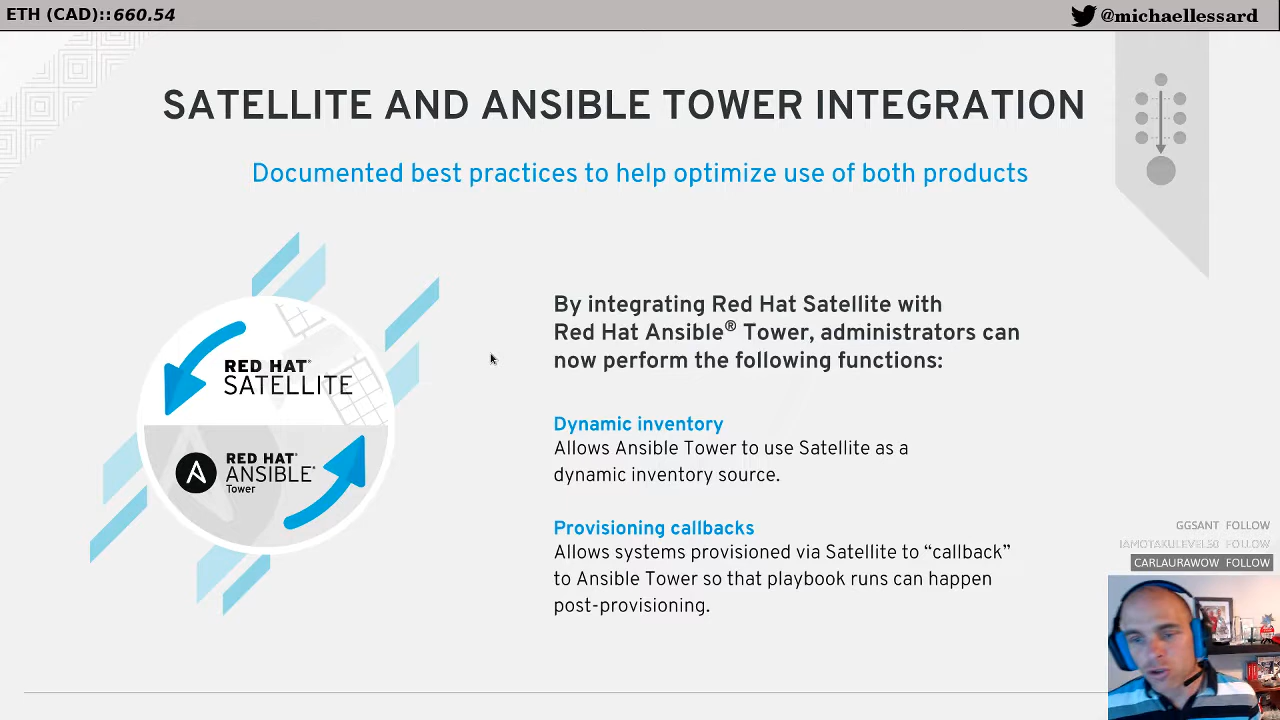 ETH (CAD)::660.54
@michaellessard
SATELLITE AND ANSIBLE TOWER INTEGRATION
Documented best practices to help optimize use of both products
RED HAT®
SATELLITE
RED HAT®
ANSIBLE®
Tower
By integrating Red Hat Satellite with
Red Hat Ansible® Tower, administrators can
now perform the following functions:
Dynamic inventory
Allows Ansible Tower to use Satellite as a
dynamic inventory source.
Provisioning callbacks
Allows systems provisioned via Satellite to “callback”
to Ansible Tower so that playbook runs can happen
post-provisioning.
GGSANT FOLLOW
IAMOTAKULEVEL50 FOLLOW
CARLAURAWOW FOLLOW